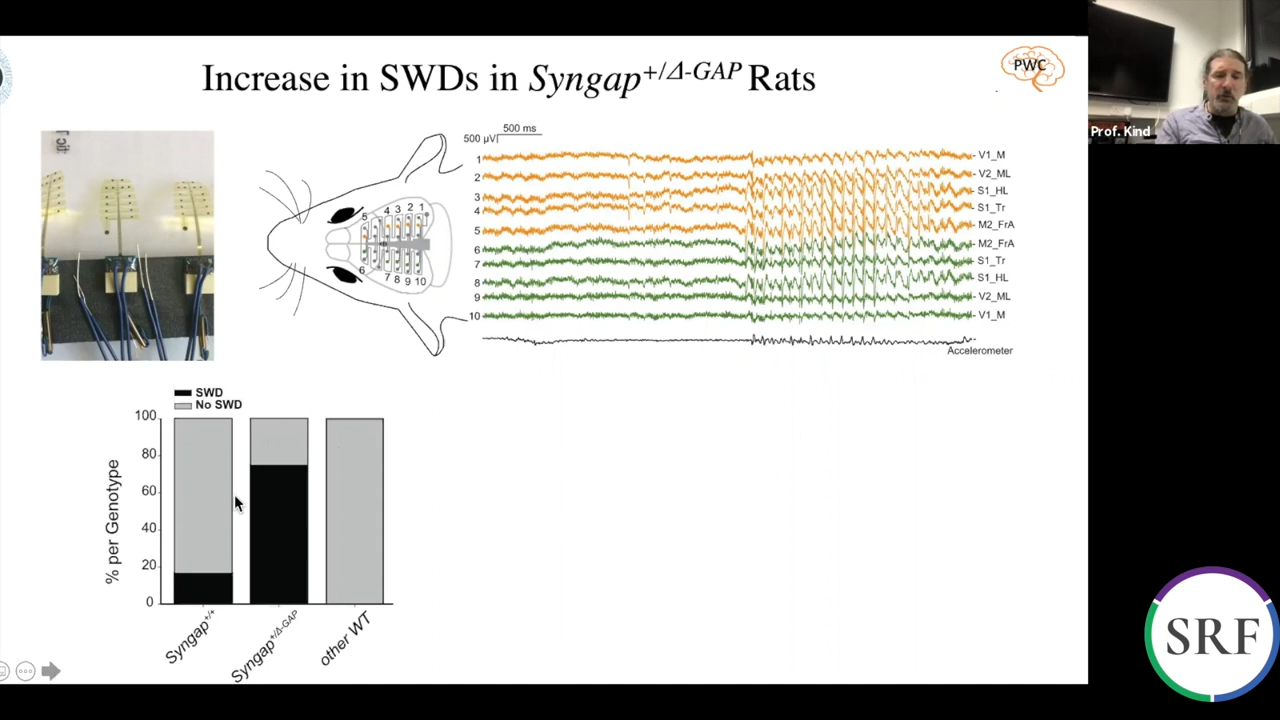 Increase in SWDs in Syngap+/Δ-GAP Rats
PWC
Prof. Kind
500 ms
500 µV
1
2
3
4
5
6
7
8
9
10
V1_M
V2_ML
S1_HL
S1_Tr
M2_FrA
M2_FrA
S1_Tr
S1_HL
V2_ML
V1_M
Accelerometer
5 4 3 2 1
6 7 8 9 10
SWD
No SWD
% per Genotype
100
80
60
40
20
0
Syngap+/+
Syngap+/Δ-GAP
other WT
SRF